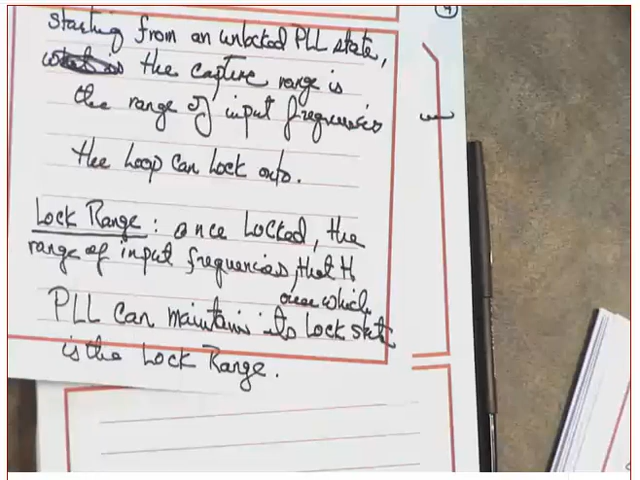 starting from an unlocked PLL state,
the capture range is
the range of input frequencies
the Loop can lock onto.
Lock Range: once Locked, the
range of input frequencies, that th
over which
PLL can maintain its Lock state
is the Lock Range.